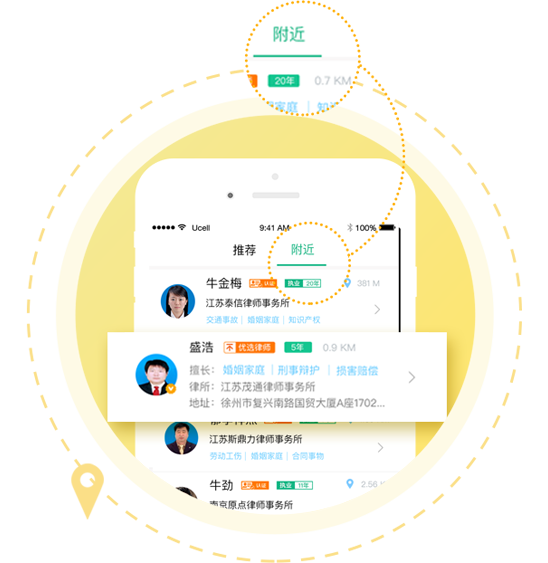 附近
20年 0.7 KM
家庭 | 知
Ucell 9:41 AM 100%
推荐 附近
牛金梅 认证 执业 20年 381 M
江苏泰信律师事务所
交通事故 | 婚姻家庭 | 知识产权
盛浩 优选律师 5年 0.9 KM
擅长: 婚姻家庭 | 刑事辩护 | 损害赔偿
律所: 江苏茂通律师事务所
地址: 徐州市复兴南路国贸大厦A座1702...
江苏斯鼎力律师事务所
劳动工伤 | 婚姻家庭 | 合同事物
牛劲 认证 执业 11年 2.56
南京原点律师事务所